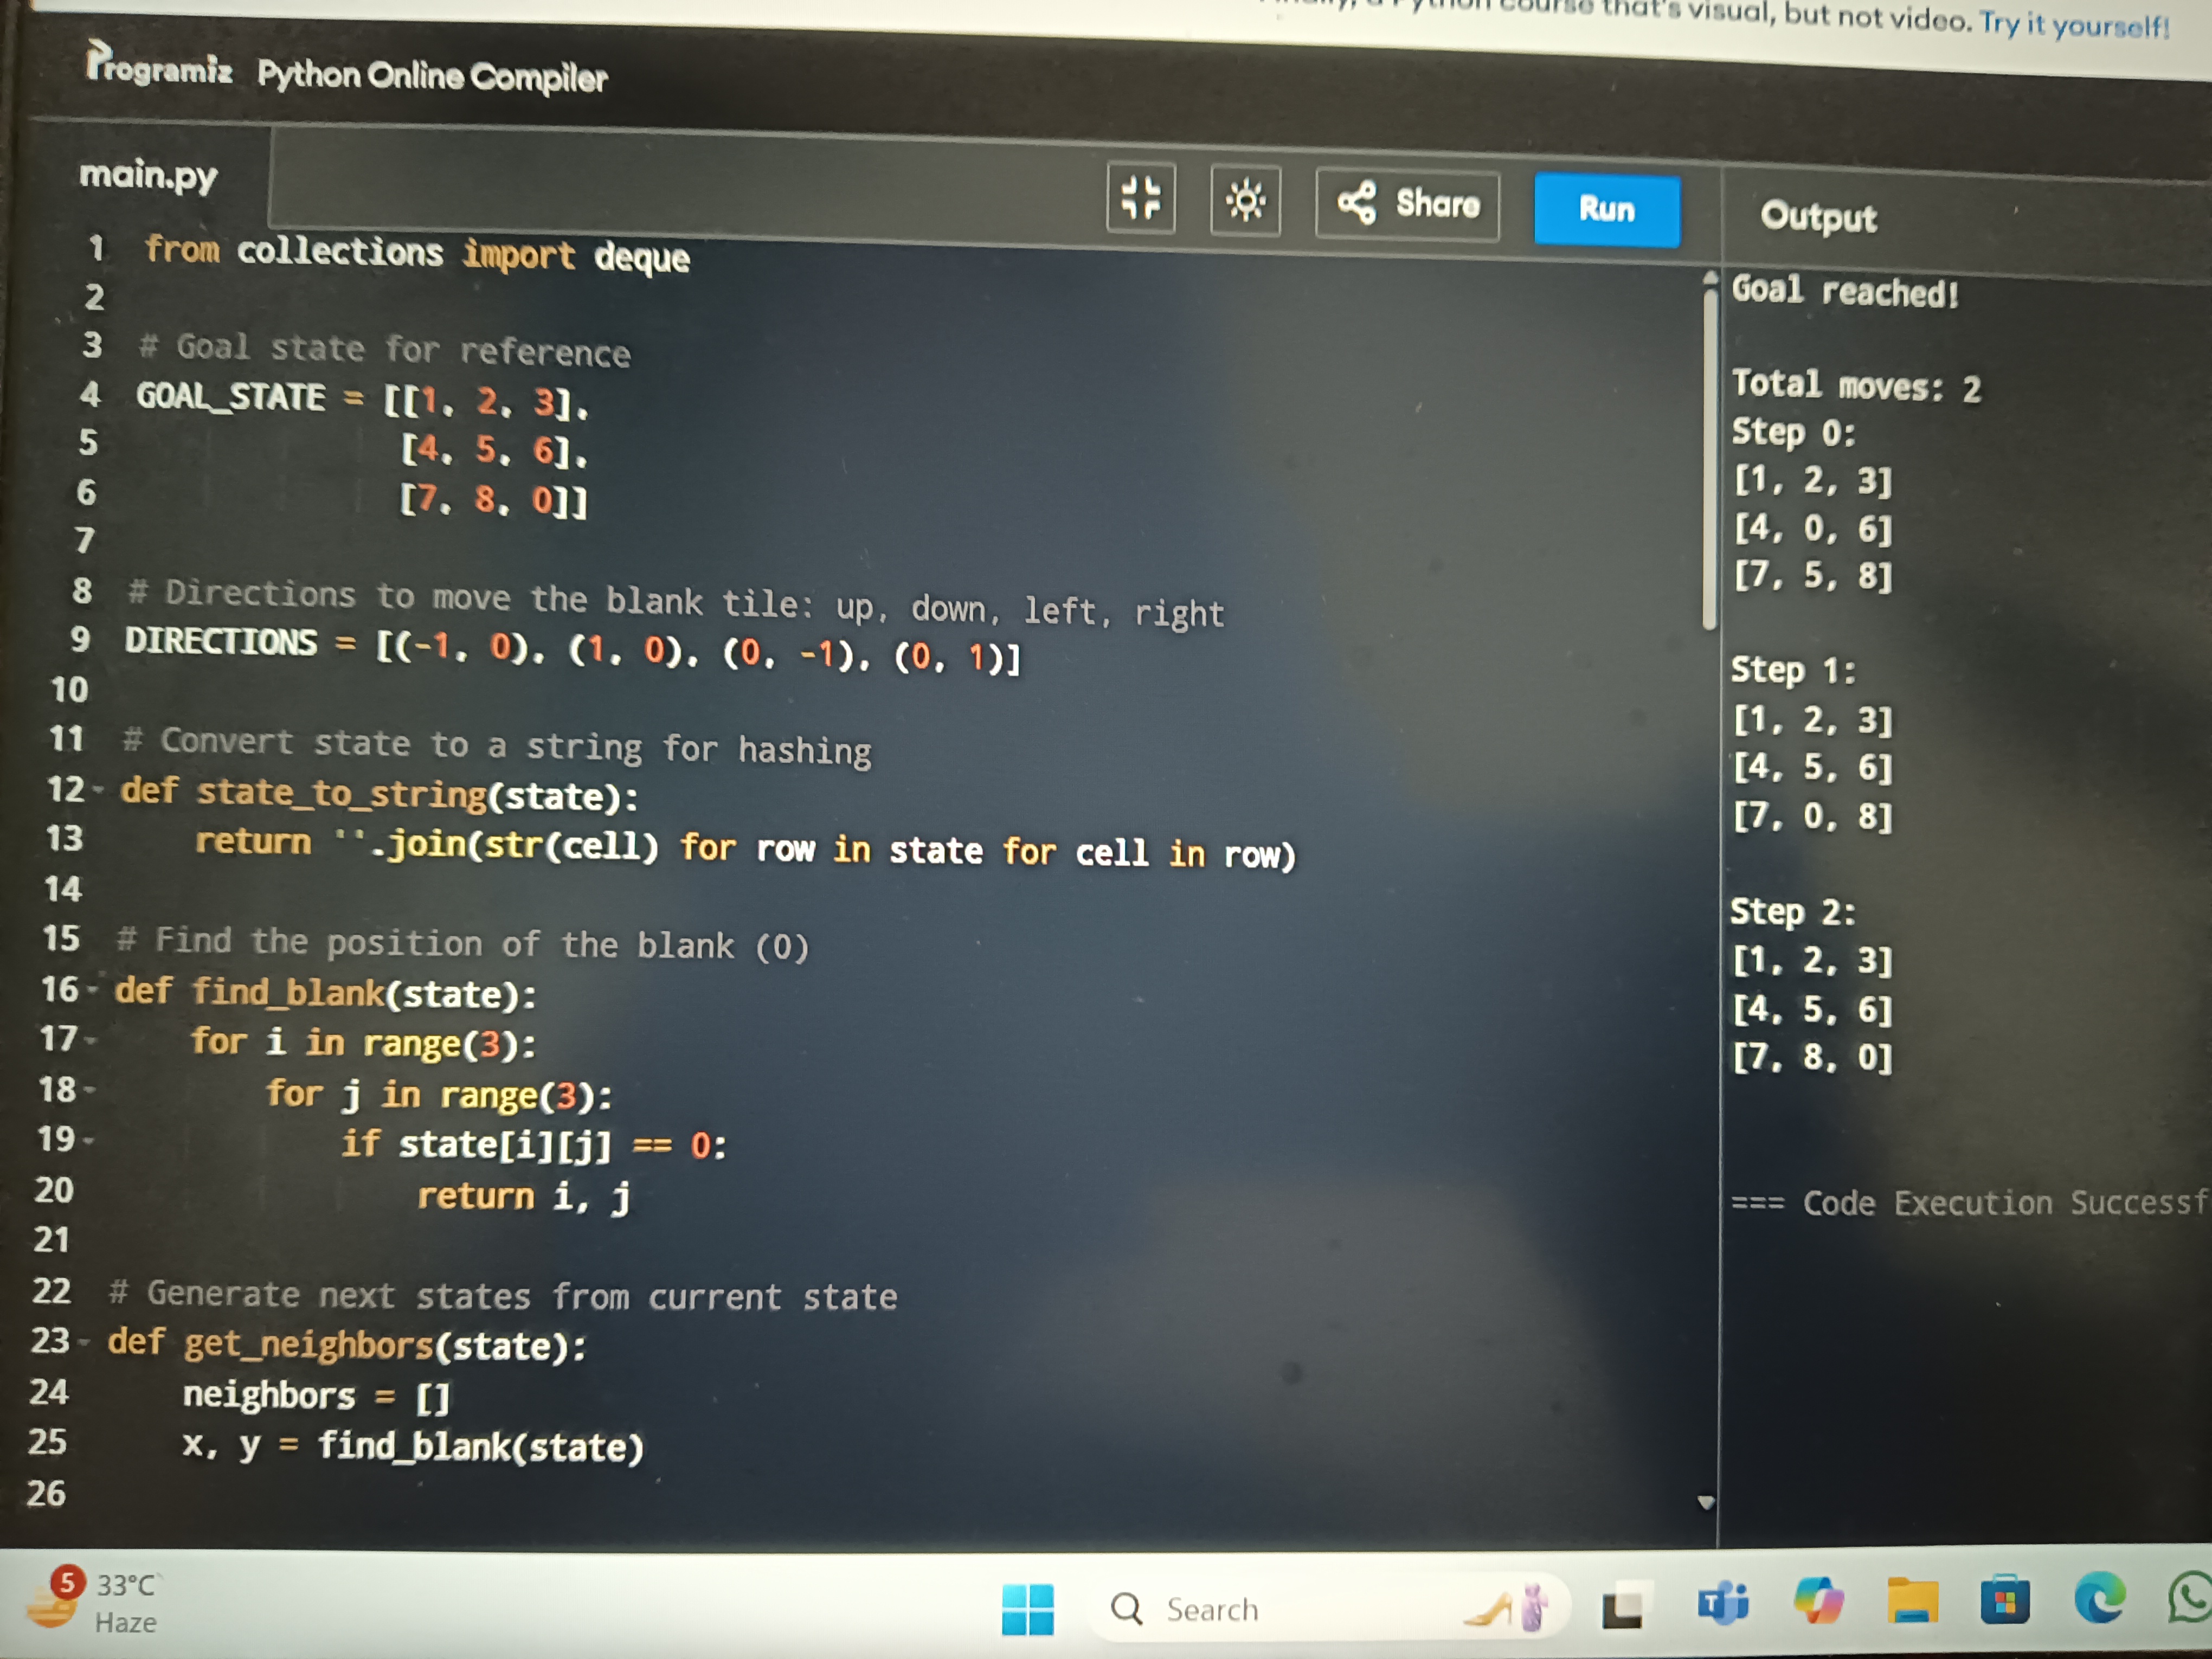 a Python course that's visual, but not video. Try it yourself!
Programiz Python Online Compiler
main.py
Share
Run
Output
1 from collections import deque
2
3 # Goal state for reference
4 GOAL_STATE = [[1, 2, 3],
5 [4, 5, 6],
6 [7, 8, 0]]
7
8 # Directions to move the blank tile: up, down, left, right
9 DIRECTIONS = [(-1, 0), (1, 0), (0, -1), (0, 1)]
10
11 # Convert state to a string for hashing
12 def state_to_string(state):
13 return ''.join(str(cell) for row in state for cell in row)
14
15 # Find the position of the blank (0)
16 def find_blank(state):
17 for i in range(3):
18 for j in range(3):
19 if state[i][j] == 0:
20 return i, j
21
22 # Generate next states from current state
23 def get_neighbors(state):
24 neighbors = []
25 x, y = find_blank(state)
26
Goal reached!
Total moves: 2
Step 0:
[1, 2, 3]
[4, 0, 6]
[7, 5, 8]
Step 1:
[1, 2, 3]
[4, 5, 6]
[7, 0, 8]
Step 2:
[1, 2, 3]
[4, 5, 6]
[7, 8, 0]
=== Code Execution Successf
5
33°C
Haze
Search